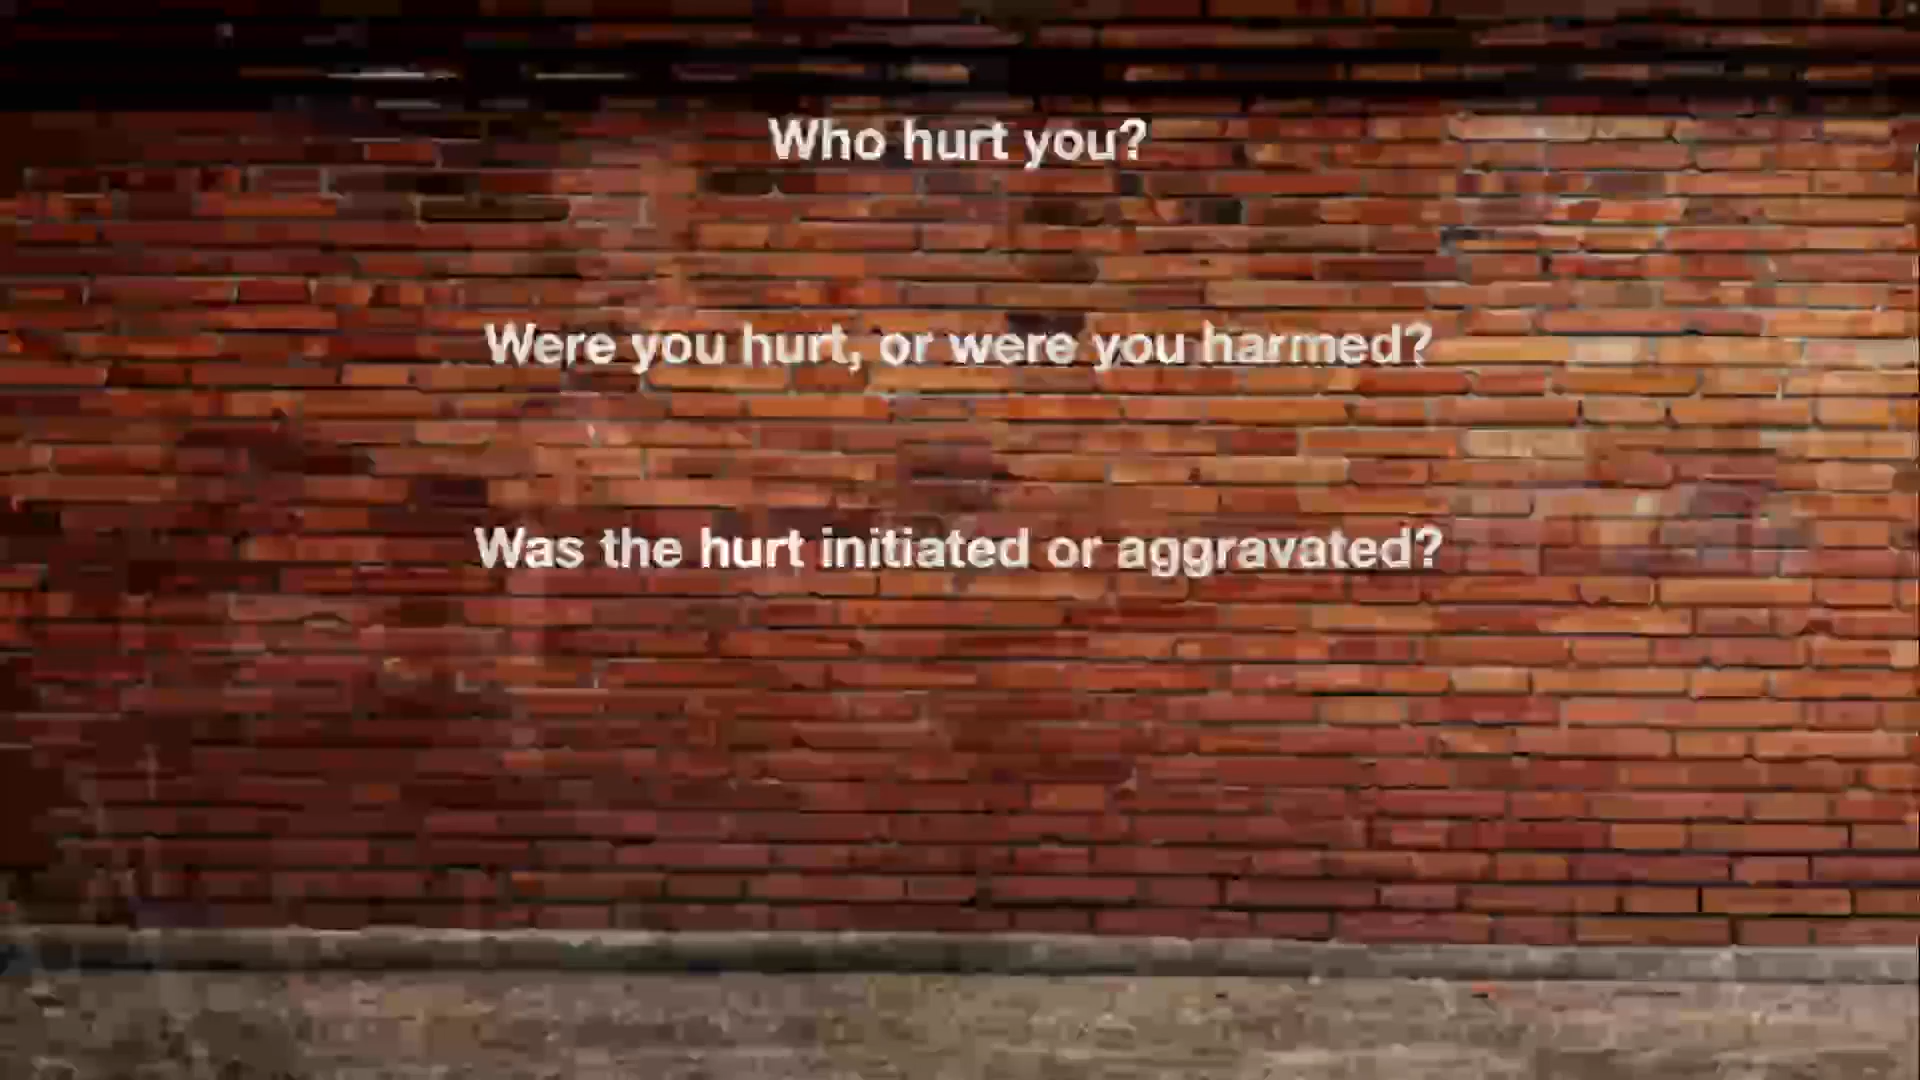 Who hurt you?
Were you hurt, or were you harmed?
Was the hurt initiated or aggravated?